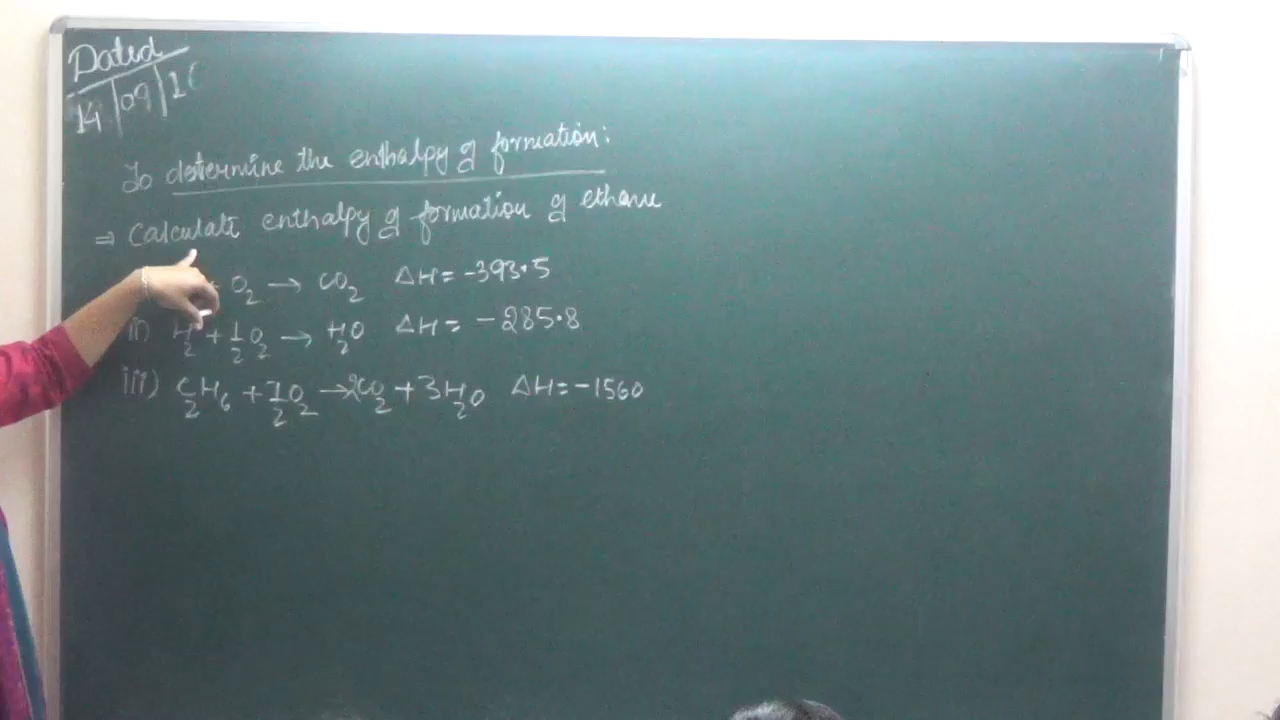 Dated
14/09/1
To determine the enthalpy of formation:
⇒ Calculate enthalpy of formation of ethane
+ O₂ → CO₂ ΔH = -393.5
ii) H₂ + 1/2 O₂ → H₂O ΔH = -285.8
iii) C₂H₆ + 7/2 O₂ → 2CO₂ + 3H₂O ΔH = -1560